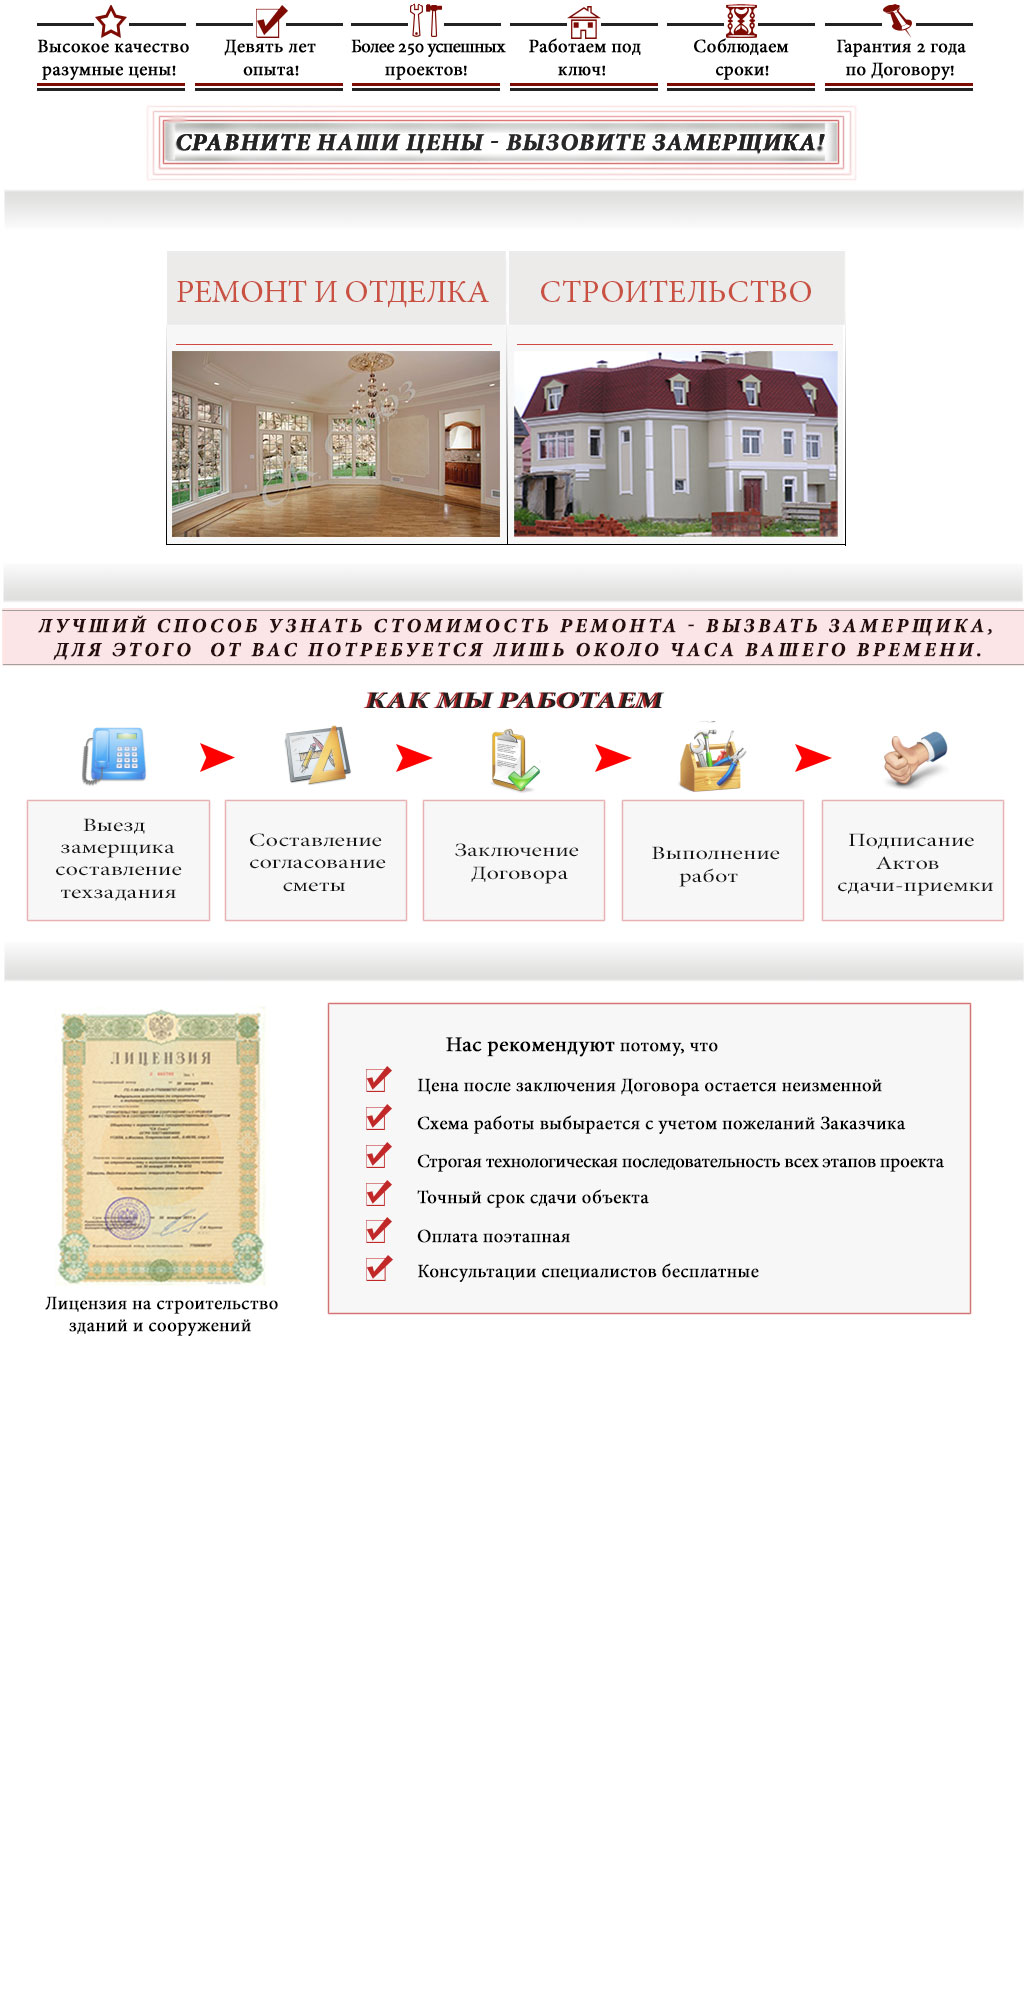 Высокое качество
разумные цены!
Девять лет
опыта!
Более 250 успешных
проектов!
Работаем под
ключ!
Соблюдаем
сроки!
Гарантия 2 года
по Договору!
СРАВНИТЕ НАШИ ЦЕНЫ - ВЫЗОВИТЕ ЗАМЕРЩИКА!
РЕМОНТ И ОТДЕЛКА
СТРОИТЕЛЬСТВО
ЛУЧШИЙ СПОСОБ УЗНАТЬ СТОМИМОСТЬ РЕМОНТА - ВЫЗВАТЬ ЗАМЕРЩИКА,
ДЛЯ ЭТОГО ОТ ВАС ПОТРЕБУЕТСЯ ЛИШЬ ОКОЛО ЧАСА ВАШЕГО ВРЕМЕНИ.
КАК МЫ РАБОТАЕМ
Выезд
замерщика
составление
техзадания
Составление
согласование
сметы
Заключение
Договора
Выполнение
работ
Подписание
Актов
сдачи-приемки
ЛИЦЕНЗИЯ
Лицензия на строительство
зданий и сооружений
Нас рекомендуют потому, что
Цена после заключения Договора остается неизменной
Схема работы выбирается с учетом пожеланий Заказчика
Строгая технологическая последовательность всех этапов проекта
Точный срок сдачи объекта
Оплата поэтапная
Консультации специалистов бесплатные